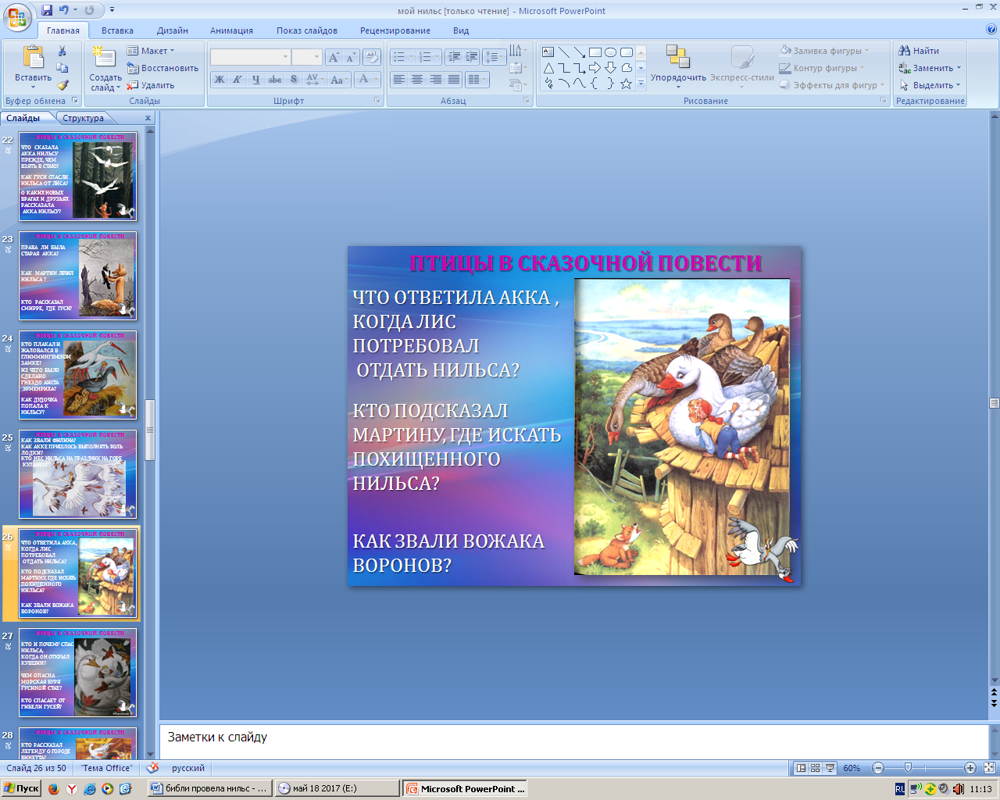 мой нильс [только чтение] - Microsoft PowerPoint
Главная Вставка Дизайн Анимация Показ слайдов Рецензирование Вид
Вставить
Буфер обмена
Создать слайд
Макет
Восстановить
Удалить
Слайды
Ж К Ч abc S AV Aa A
Шрифт
Абзац
Упорядочить
Экспресс-стили
Заливка фигуры
Контур фигуры
Эффекты для фигур
Рисование
Найти
Заменить
Выделить
Редактирование
Слайды Структура x
22
ПТИЦЫ В СКАЗОЧНОЙ ПОВЕСТИ
ЧТО СКАЗАЛА
АККА НИЛЬСУ
ПРЕЖДЕ, ЧЕМ
ВЗЯТЬ В СТАЮ?
КАК ГУСИ СПАСЛИ
НИЛЬСА ОТ ЛИСА?
О КАКИХ НОВЫХ
ВРАГАХ И ДРУЗЬЯХ
РАССКАЗАЛА
АККА НИЛЬСУ?
23
ПТИЦЫ В СКАЗОЧНОЙ ПОВЕСТИ
ПРАВА ЛИ БЫЛА
СТАРАЯ АККА?
КАК МАРТИН ЛЕЧИЛ
НИЛЬСА ?
КТО РАССКАЗАЛ
СМИРРЕ, ГДЕ ГУСИ?
24
ПТИЦЫ В СКАЗОЧНОЙ ПОВЕСТИ
КТО ПЛАКАЛ И
ЖАЛОВАЛСЯ В
ГЛИММИНГЕМСКОМ
ЗАМКЕ?
ИЗ ЧЕГО БЫЛО
СДЕЛАНО
ГНЕЗДО АИСТА
ЭРМЕНРИХА?
КАК ДУДОЧКА
ПОПАЛА К
НИЛЬСУ?
25
ПТИЦЫ В СКАЗОЧНОЙ ПОВЕСТИ
КАК ЗВАЛИ ФИЛИНА?
КАК АККЕ ПРИШЛОСЬ ВЫПОЛНЯТЬ РОЛЬ
ЛОДКИ?
КТО НЕС НИЛЬСА НА ПРАЗДНИК НА ГОРЕ
КУЛАБЕРГ?
26
ЧТО ОТВЕТИЛА АККА,
КОГДА ЛИС
ПОТРЕБОВАЛ
ОТДАТЬ НИЛЬСА?
КТО ПОДСКАЗАЛ
МАРТИНУ, ГДЕ ИСКАТЬ
ПОХИЩЕННОГО
НИЛЬСА?
КАК ЗВАЛИ ВОЖАКА
ВОРОНОВ?
27
ПТИЦЫ В СКАЗОЧНОЙ ПОВЕСТИ
КТО И ПОЧЕМУ СПАС
НИЛЬСА,
КОГДА ОН ОТКРЫЛ
КУВШИН?
ЧЕМ ОПАСНА
МОРСКАЯ БУРЯ
ГУСИНОЙ СТАЕ?
КТО СПАСАЕТ ОТ
ГИБЕЛИ ГУСЕЙ?
28
ПТИЦЫ В СКАЗОЧНОЙ ПОВЕСТИ
КТО РАССКАЗАЛ
ЛЕГЕНДУ О ГОРОДЕ
ВИНЕТТА?
ПТИЦЫ В СКАЗОЧНОЙ ПОВЕСТИ
ЧТО ОТВЕТИЛА АККА ,
КОГДА ЛИС
ПОТРЕБОВАЛ
ОТДАТЬ НИЛЬСА?
КТО ПОДСКАЗАЛ
МАРТИНУ, ГДЕ ИСКАТЬ
ПОХИЩЕННОГО
НИЛЬСА?
КАК ЗВАЛИ ВОЖАКА
ВОРОНОВ?
Заметки к слайду
Слайд 26 из 50 "Тема Office" русский 60%
Пуск библи провела нильс - ... май 18 2017 (E:) Microsoft PowerPoint ... RU 11:13